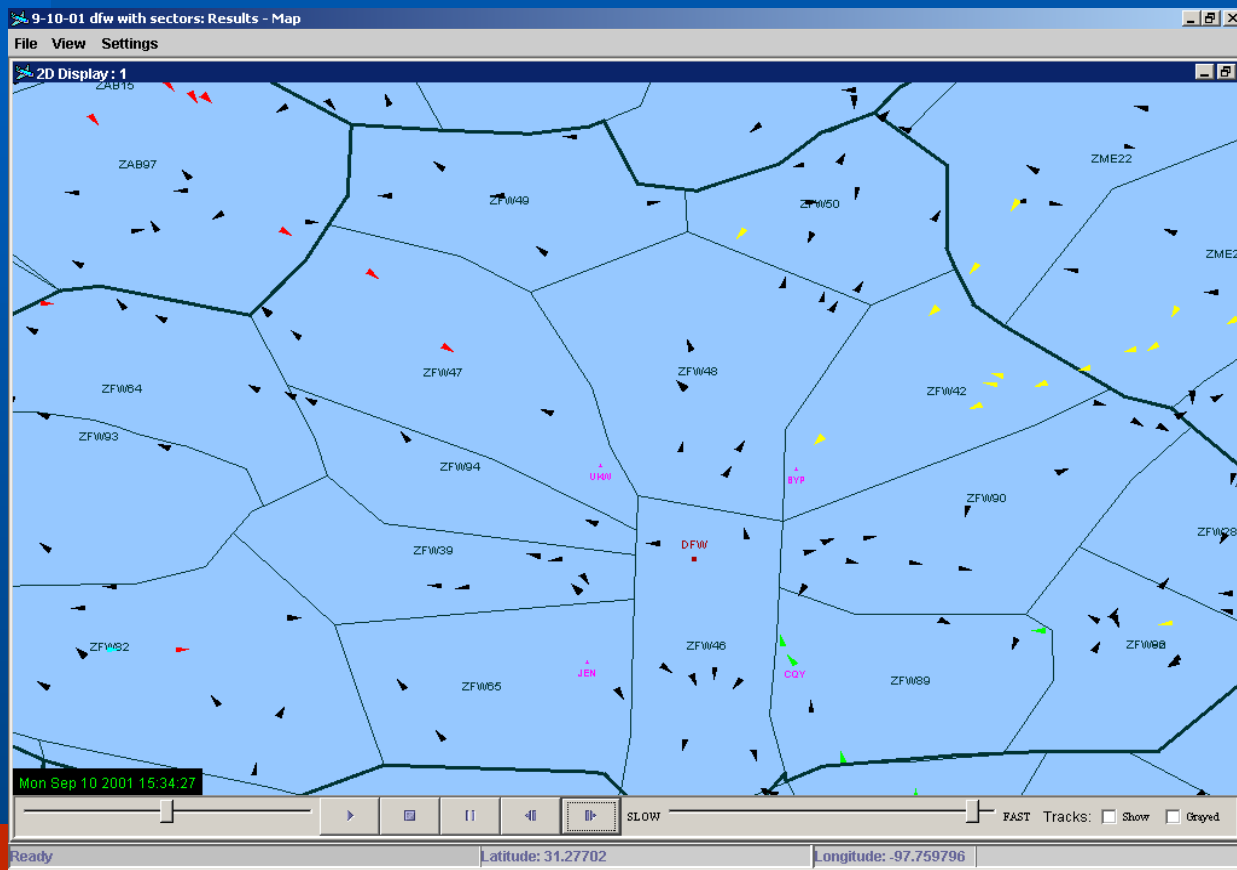 9-10-01 dfw with sectors: Results - Map
File View Settings
2D Display : 1
ZAB15
ZAB97
ZME22
ZFW49
ZFW50
ZME2
ZFW47
ZFW48
ZFW64
ZFW42
ZFW93
ZFW94
UKW
BYP
ZFW90
ZFW28
DFW
ZFW39
ZFW82
ZFW46
JEN
ZFW65
CQY
ZFW89
Mon Sep 10 2001 15:34:27
SLOW
FAST Tracks: Show Grayed
Ready Latitude: 31.27702 Longitude: -97.759796